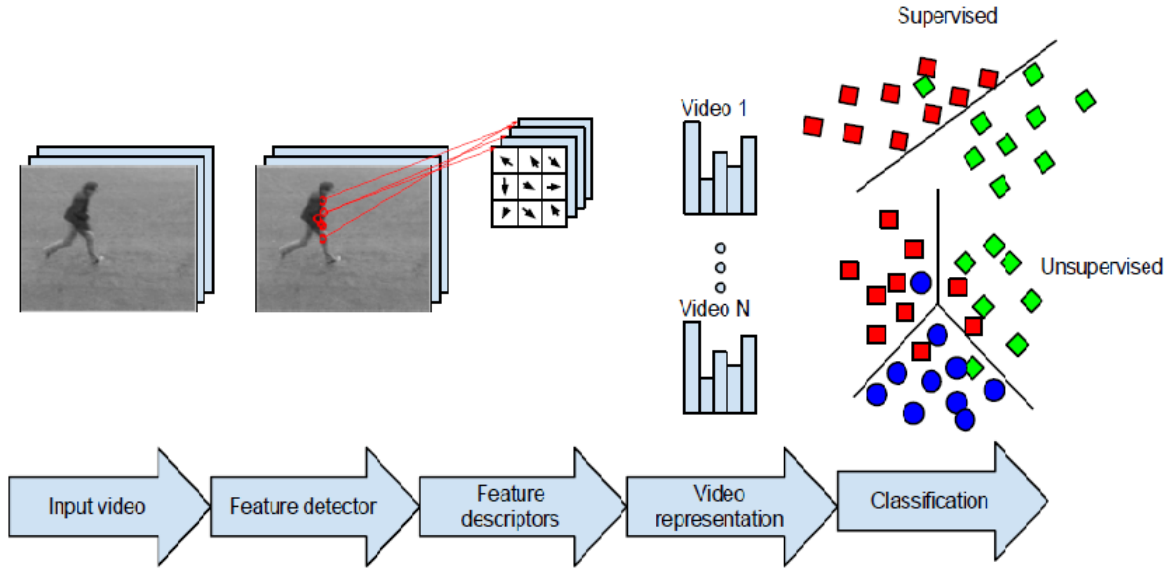 Supervised
Video 1
Unsupervised
Video N
Input video
Feature detector
Feature
descriptors
Video
representation
Classification